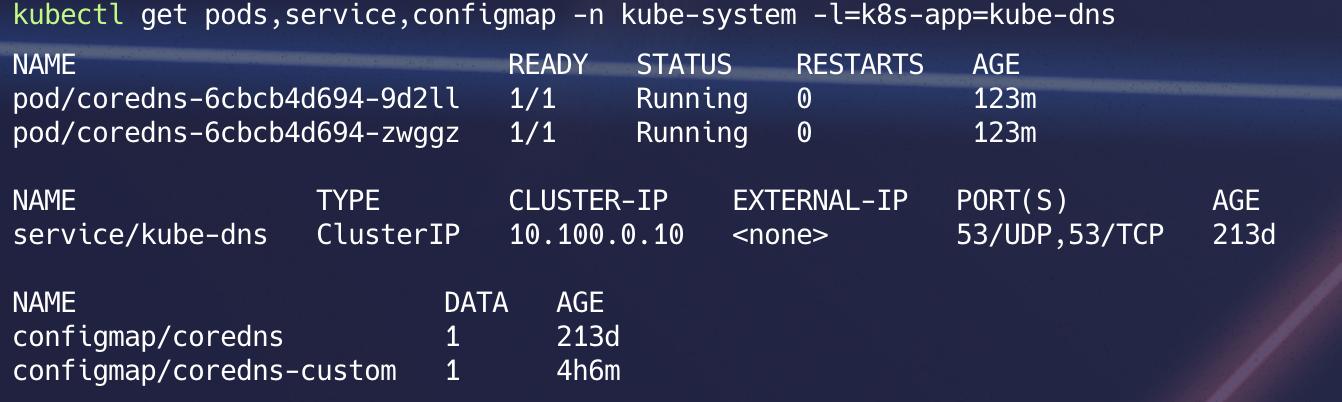 kubectl get pods,service,configmap -n kube-system -l=k8s-app=kube-dns
NAME READY STATUS RESTARTS AGE
pod/coredns-6cbcb4d694-9d2ll 1/1 Running 0 123m
pod/coredns-6cbcb4d694-zwggz 1/1 Running 0 123m
NAME TYPE CLUSTER-IP EXTERNAL-IP PORT(S) AGE
service/kube-dns ClusterIP 10.100.0.10 <none> 53/UDP,53/TCP 213d
NAME DATA AGE
configmap/coredns 1 213d
configmap/coredns-custom 1 4h6m